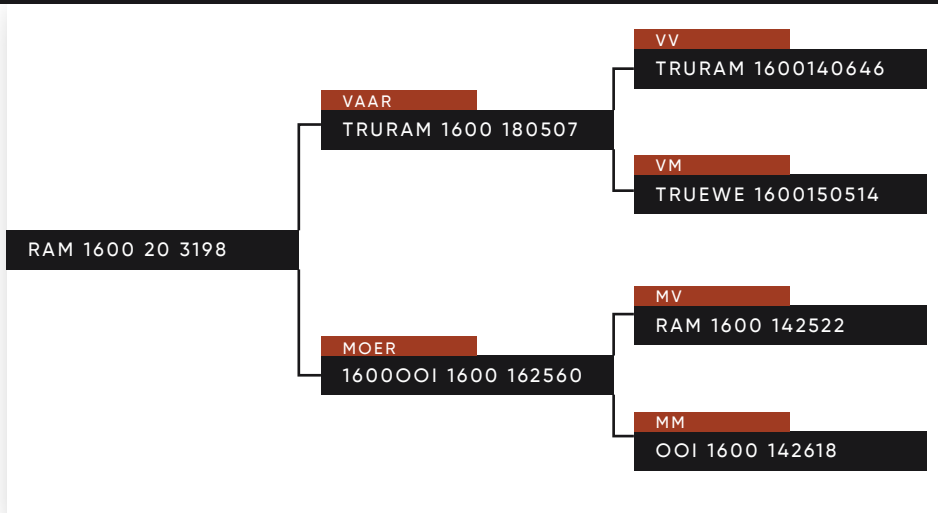 VV
TRURAM 1600140646
VAAR
TRURAM 1600 180507
VM
TRUEWE 1600150514
RAM 1600 20 3198
MV
RAM 1600 142522
MOER
1600OOI 1600 162560
MM
OOI 1600 142618